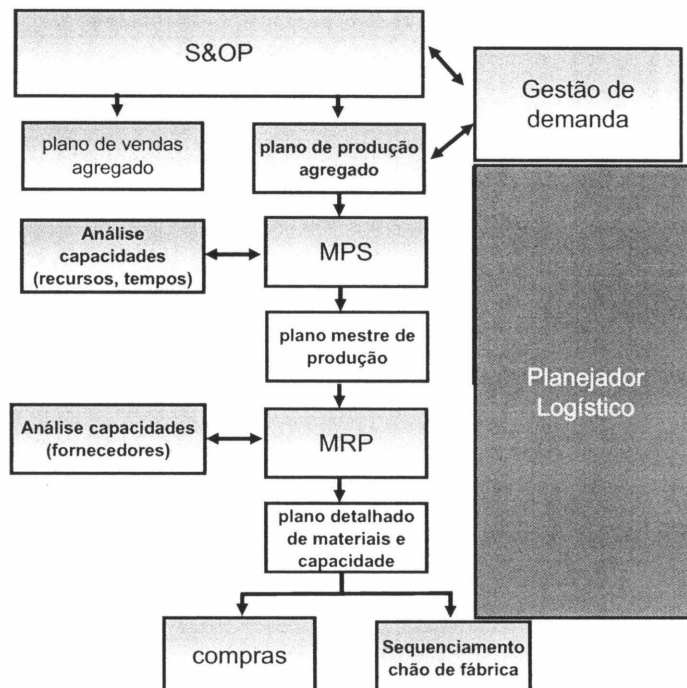 S&OP
Gestão de
demanda
plano de vendas
agregado
plano de produção
agregado
Análise
capacidades
(recursos, tempos)
MPS
plano mestre de
produção
Planejador
Logístico
Análise capacidades
(fornecedores)
MRP
plano detalhado
de materiais e
capacidade
compras
Sequenciamento
chão de fábrica